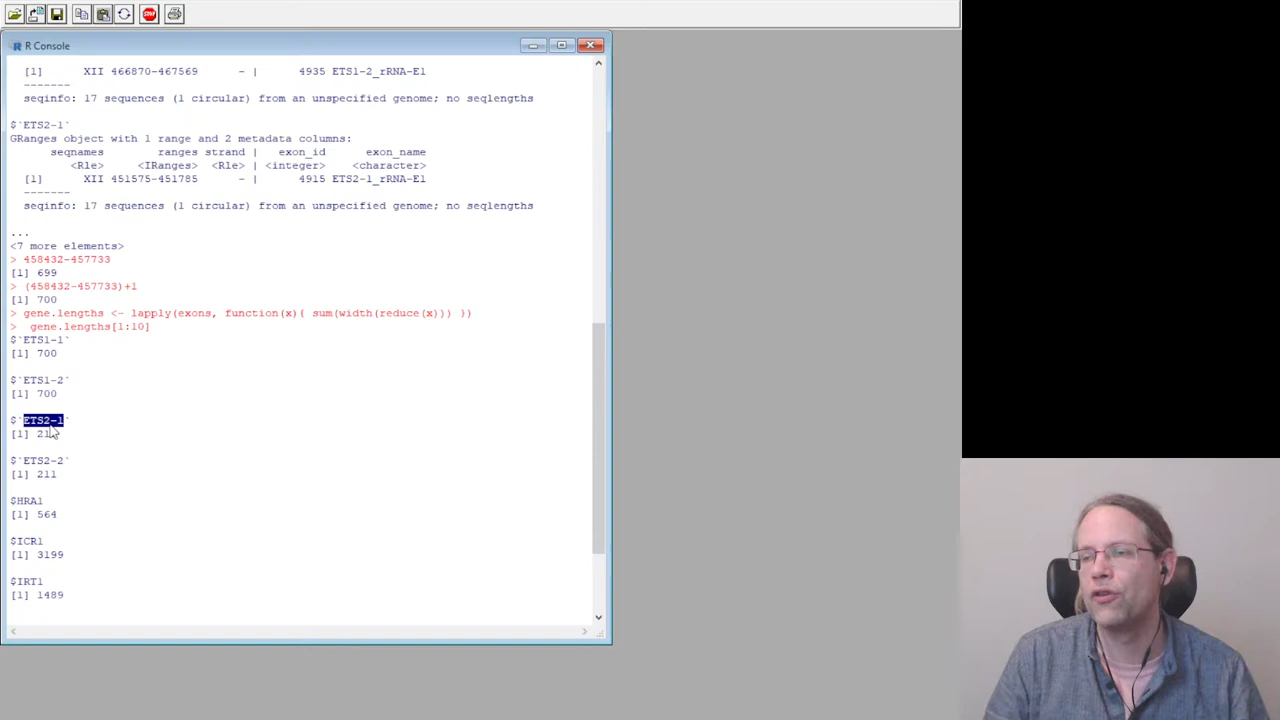 STOP
R Console
[1] XII 466870-467569 - | 4935 ETS1-2_rRNA-E1
-------
seqinfo: 17 sequences (1 circular) from an unspecified genome; no seqlengths
$`ETS2-1`
GRanges object with 1 range and 2 metadata columns:
seqnames ranges strand | exon_id exon_name
<Rle> <IRanges> <Rle> | <integer> <character>
[1] XII 451575-451785 - | 4915 ETS2-1_rRNA-E1
-------
seqinfo: 17 sequences (1 circular) from an unspecified genome; no seqlengths
...
<7 more elements>
> 458432-457733
[1] 699
> (458432-457733)+1
[1] 700
> gene.lengths <- lapply(exons, function(x){ sum(width(reduce(x))) })
> gene.lengths[1:10]
$`ETS1-1`
[1] 700
$`ETS1-2`
[1] 700
$`ETS2-1`
[1]
$`ETS2-2`
[1] 211
$HRA1
[1] 564
$ICR1
[1] 3199
$IRT1
[1] 1489